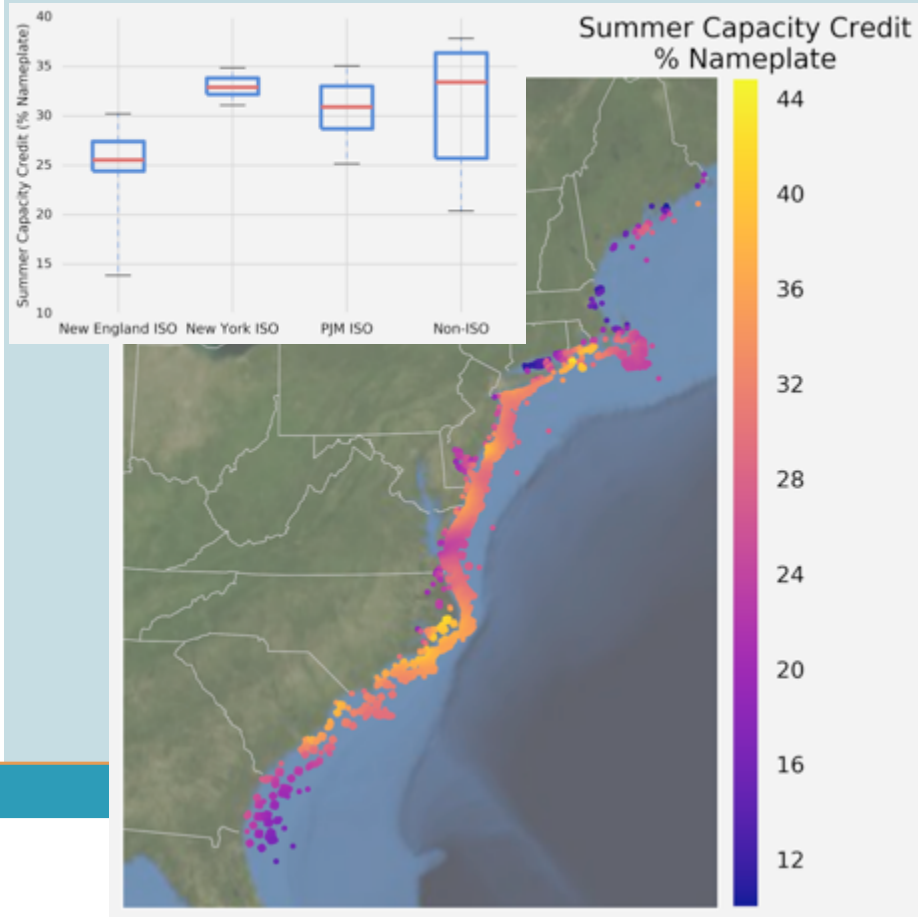 Summer Capacity Credit
% Nameplate
Summer Capacity Credit (% Nameplate)
40
35
30
25
20
15
10
New England ISO
New York ISO
PJM ISO
Non-ISO
44
40
36
32
28
24
20
16
12